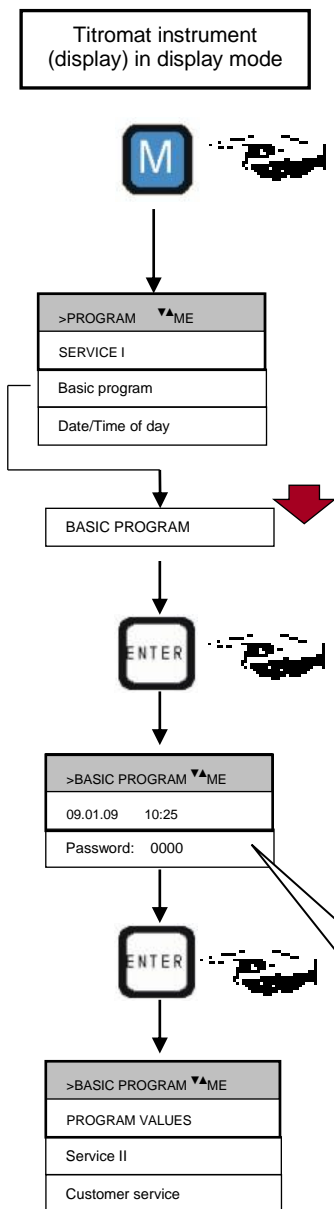 Titromat instrument
(display) in display mode
M
>PROGRAM ▼▲ME
SERVICE I
Basic program
Date/Time of day
BASIC PROGRAM
ENTER
>BASIC PROGRAM ▼▲ME
09.01.09 10:25
Password: 0000
ENTER
>BASIC PROGRAM ▼▲ME
PROGRAM VALUES
Service II
Customer service